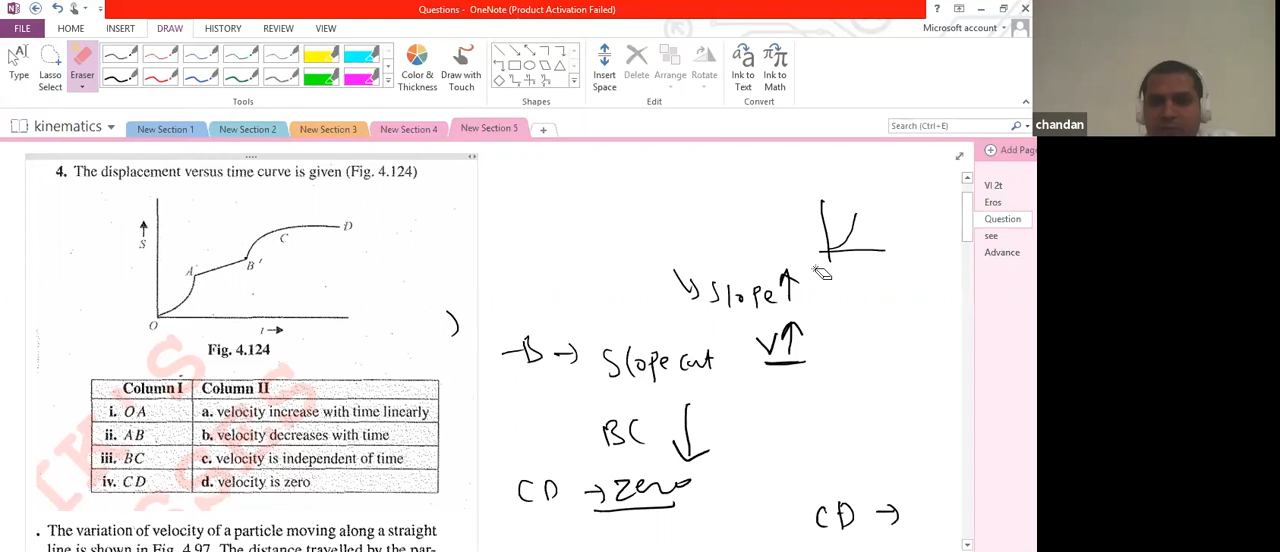 Questions - OneNote (Product Activation Failed)
FILE HOME INSERT DRAW HISTORY REVIEW VIEW
Microsoft account
Type
Lasso Select
Eraser
Color & Thickness
Draw with Touch
Insert Space
Delete
Arrange
Rotate
Ink to Text
Ink to Math
Tools
Shapes
Edit
Convert
kinematics
New Section 1
New Section 2
New Section 3
New Section 4
New Section 5
Search (Ctrl+E)
chandan
Add Page
VI 2t
Eros
Question
see
Advance
4. The displacement versus time curve is given (Fig. 4.124)
S
A
B
C
D
O
t
Fig. 4.124
Column I Column II
i. OA a. velocity increase with time linearly
ii. AB b. velocity decreases with time
iii. BC c. velocity is independent of time
iv. CD d. velocity is zero
. The variation of velocity of a particle moving along a straight
line is shown in Fig. 4.97. The distance travelled by the par-
Slope ↑
B → Slope cut V↑
BC ↓
CD → zero
CD →